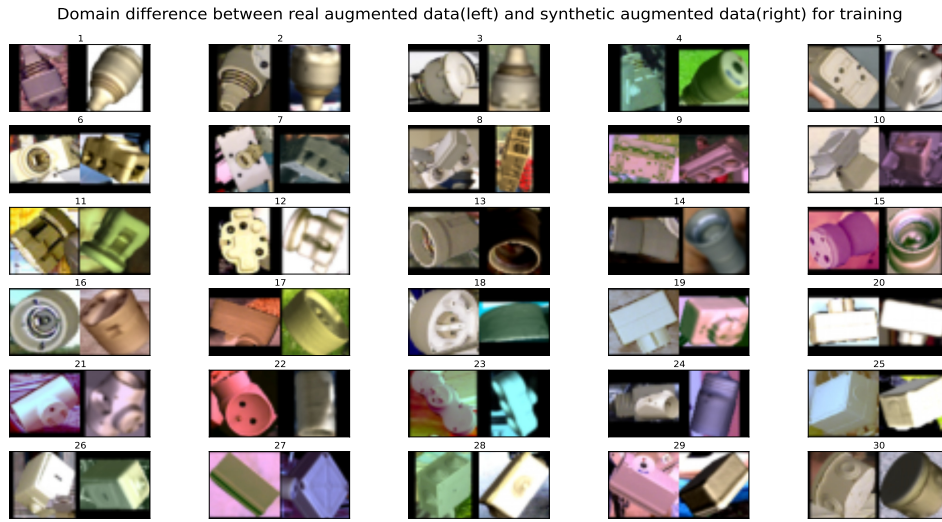 Domain difference between real augmented data(left) and synthetic augmented data(right) for training
1 2 3 4 5
6 7 8 9 10
11 12 13 14 15
16 17 18 19 20
21 22 23 24 25
26 27 28 29 30